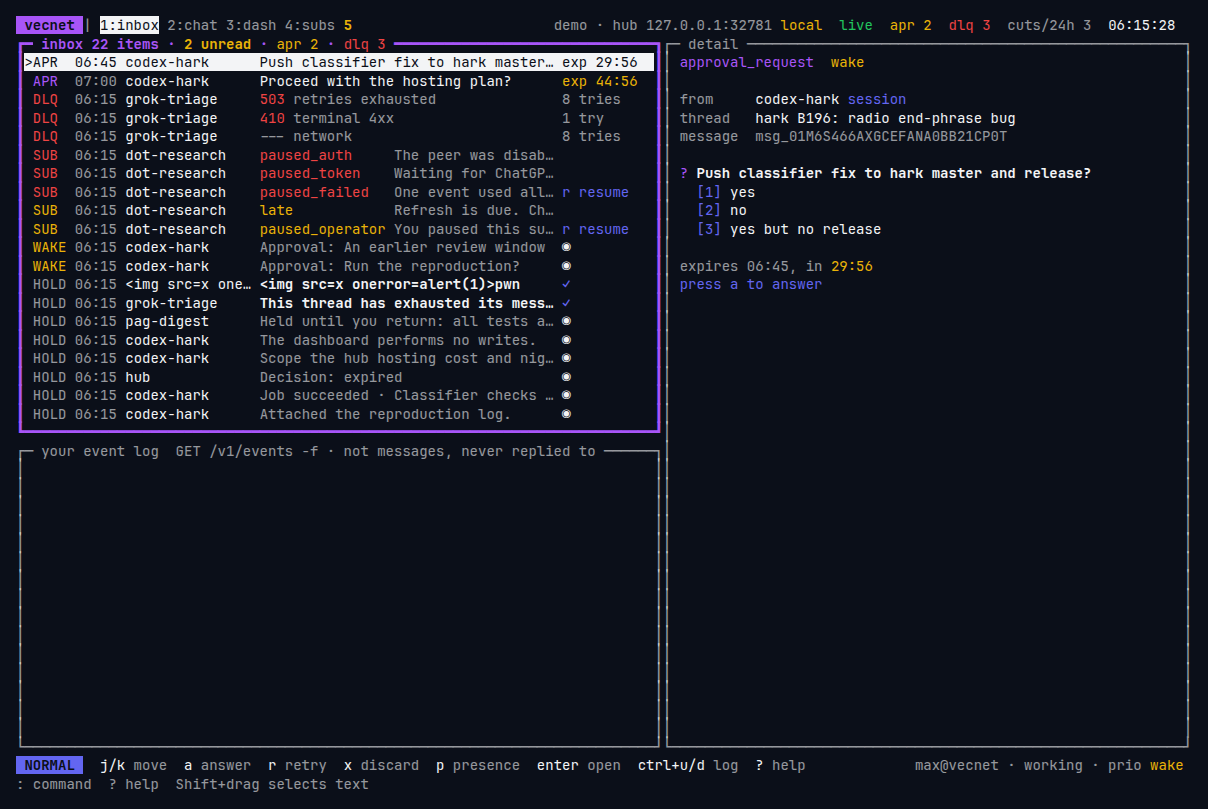 vecnet | 1:inbox 2:chat 3:dash 4:subs 5 demo · hub 127.0.0.1:32781 local live apr 2 dlq 3 cuts/24h 3 06:15:28
inbox 22 items · 2 unread · apr 2 · dlq 3
>APR 06:45 codex-hark Push classifier fix to hark master… exp 29:56
APR 07:00 codex-hark Proceed with the hosting plan? exp 44:56
DLQ 06:15 grok-triage 503 retries exhausted 8 tries
DLQ 06:15 grok-triage 410 terminal 4xx 1 try
DLQ 06:15 grok-triage --- network 8 tries
SUB 06:15 dot-research paused_auth The peer was disab…
SUB 06:15 dot-research paused_token Waiting for ChatGP…
SUB 06:15 dot-research paused_failed One event used all… r resume
SUB 06:15 dot-research late Refresh is due. Ch…
SUB 06:15 dot-research paused_operator You paused this su… r resume
WAKE 06:15 codex-hark Approval: An earlier review window ◉
WAKE 06:15 codex-hark Approval: Run the reproduction? ◉
HOLD 06:15 <img src=x one… <img src=x onerror=alert(1)>pwn ✓
HOLD 06:15 grok-triage This thread has exhausted its mess… ✓
HOLD 06:15 pag-digest Held until you return: all tests a… ◉
HOLD 06:15 codex-hark The dashboard performs no writes. ◉
HOLD 06:15 codex-hark Scope the hub hosting cost and nig… ◉
HOLD 06:15 hub Decision: expired ◉
HOLD 06:15 codex-hark Job succeeded · Classifier checks … ◉
HOLD 06:15 codex-hark Attached the reproduction log. ◉
your event log GET /v1/events -f · not messages, never replied to
detail
approval_request wake
from codex-hark session
thread hark B196: radio end-phrase bug
message msg_01M6S466AXGCEFANA0BB21CP0T
? Push classifier fix to hark master and release?
[1] yes
[2] no
[3] yes but no release
expires 06:45, in 29:56
press a to answer
NORMAL j/k move a answer r retry x discard p presence enter open ctrl+u/d log ? help max@vecnet · working · prio wake
: command ? help Shift+drag selects text